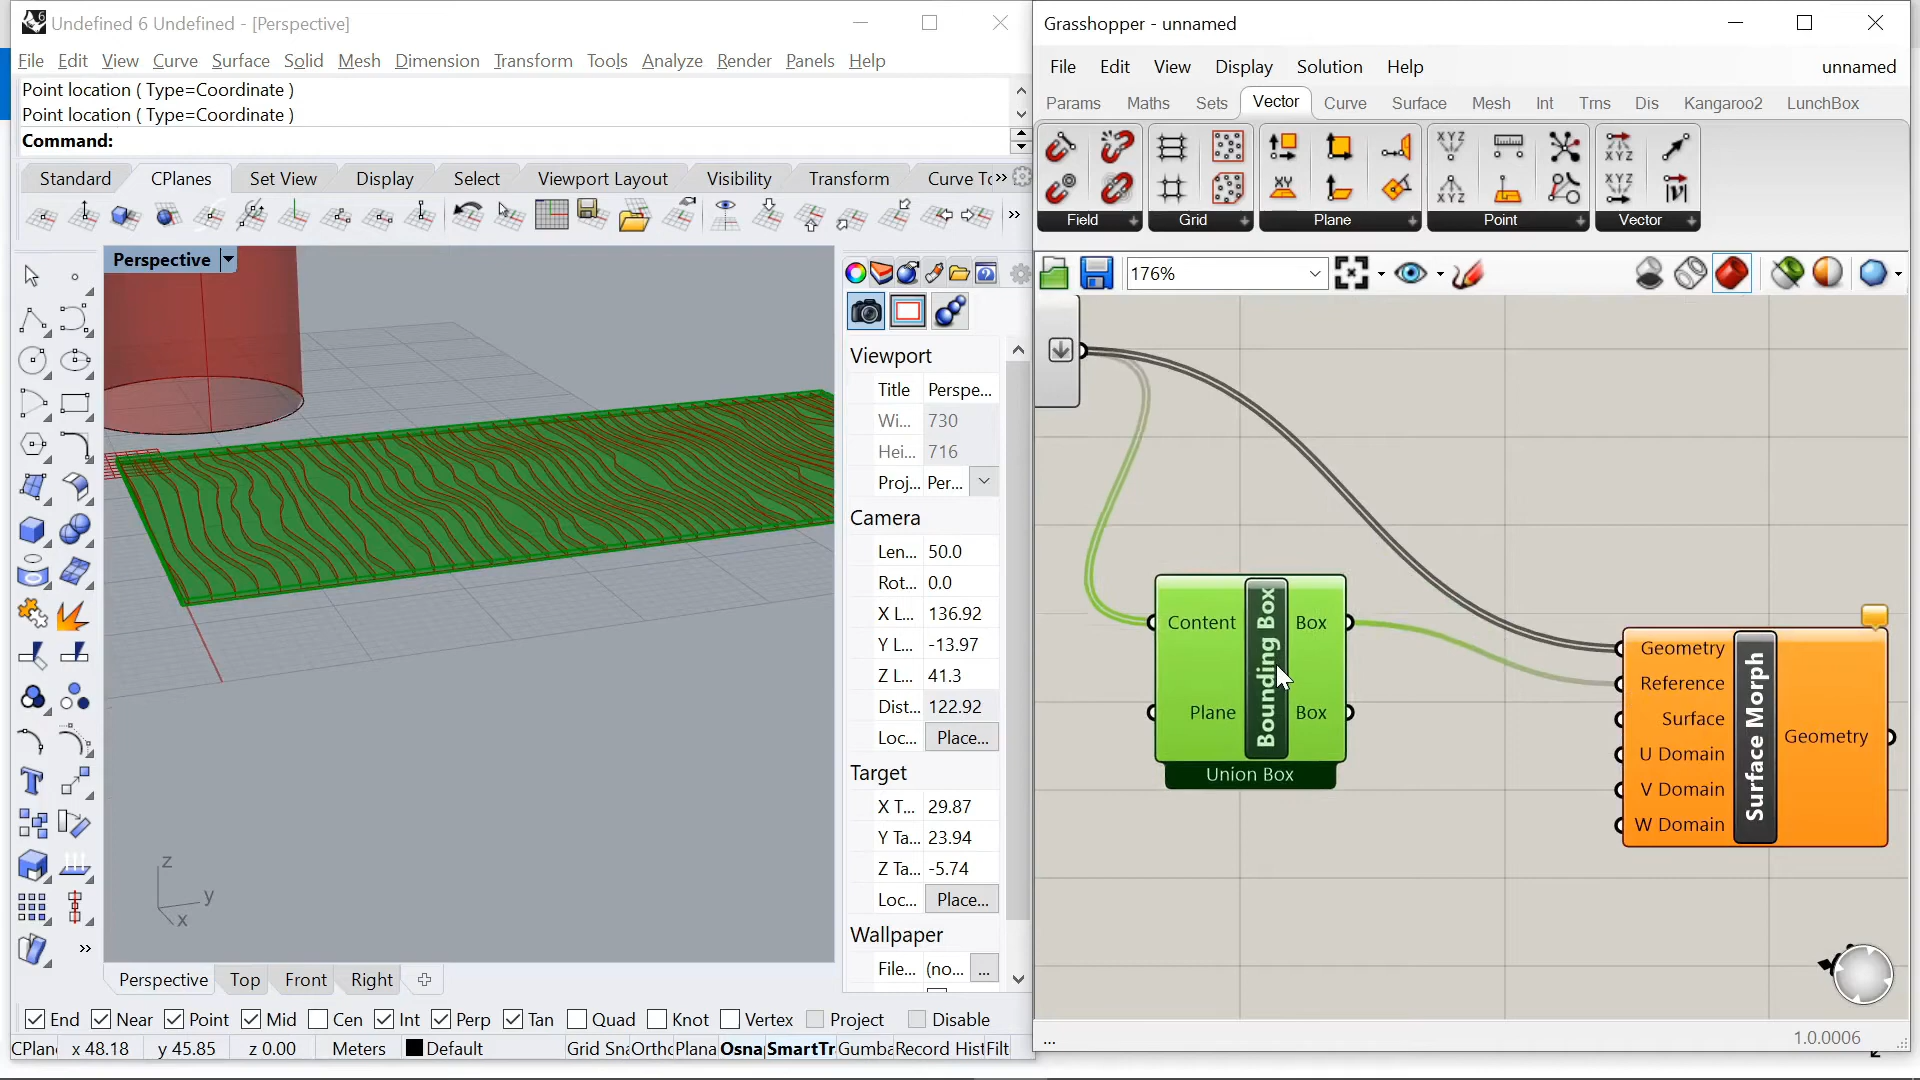 Undefined 6 Undefined - [Perspective]
File Edit View Curve Surface Solid Mesh Dimension Transform Tools Analyze Render Panels Help
Point location ( Type=Coordinate )
Point location ( Type=Coordinate )
Command:
Standard CPlanes Set View Display Select Viewport Layout Visibility Transform Curve To
Perspective
Viewport
Title Perspe...
Wi... 730
Hei... 716
Proj... Per...
Camera
Len... 50.0
Rot... 0.0
X L... 136.92
Y L... -13.97
Z L... 41.3
Dist... 122.92
Loc... Place...
Target
X T... 29.87
Y Ta... 23.94
Z Ta... -5.74
Loc... Place...
Wallpaper
File... (no... ...
z
y
x
Perspective Top Front Right
End Near Point Mid Cen Int Perp Tan Quad Knot Vertex Project Disable
CPlan x 48.18 y 45.85 z 0.00 Meters Default Grid Sna Ortho Plana Osna SmartTr Gumba Record Hist Filt
Grasshopper - unnamed
File Edit View Display Solution Help unnamed
Params Maths Sets Vector Curve Surface Mesh Int Trns Dis Kangaroo2 LunchBox
Field Grid Plane Point Vector
176%
Content Bounding Box Box
Plane Box
Union Box
Geometry
Reference
Surface
U Domain
V Domain
W Domain
Surface Morph
Geometry
...
1.0.0006